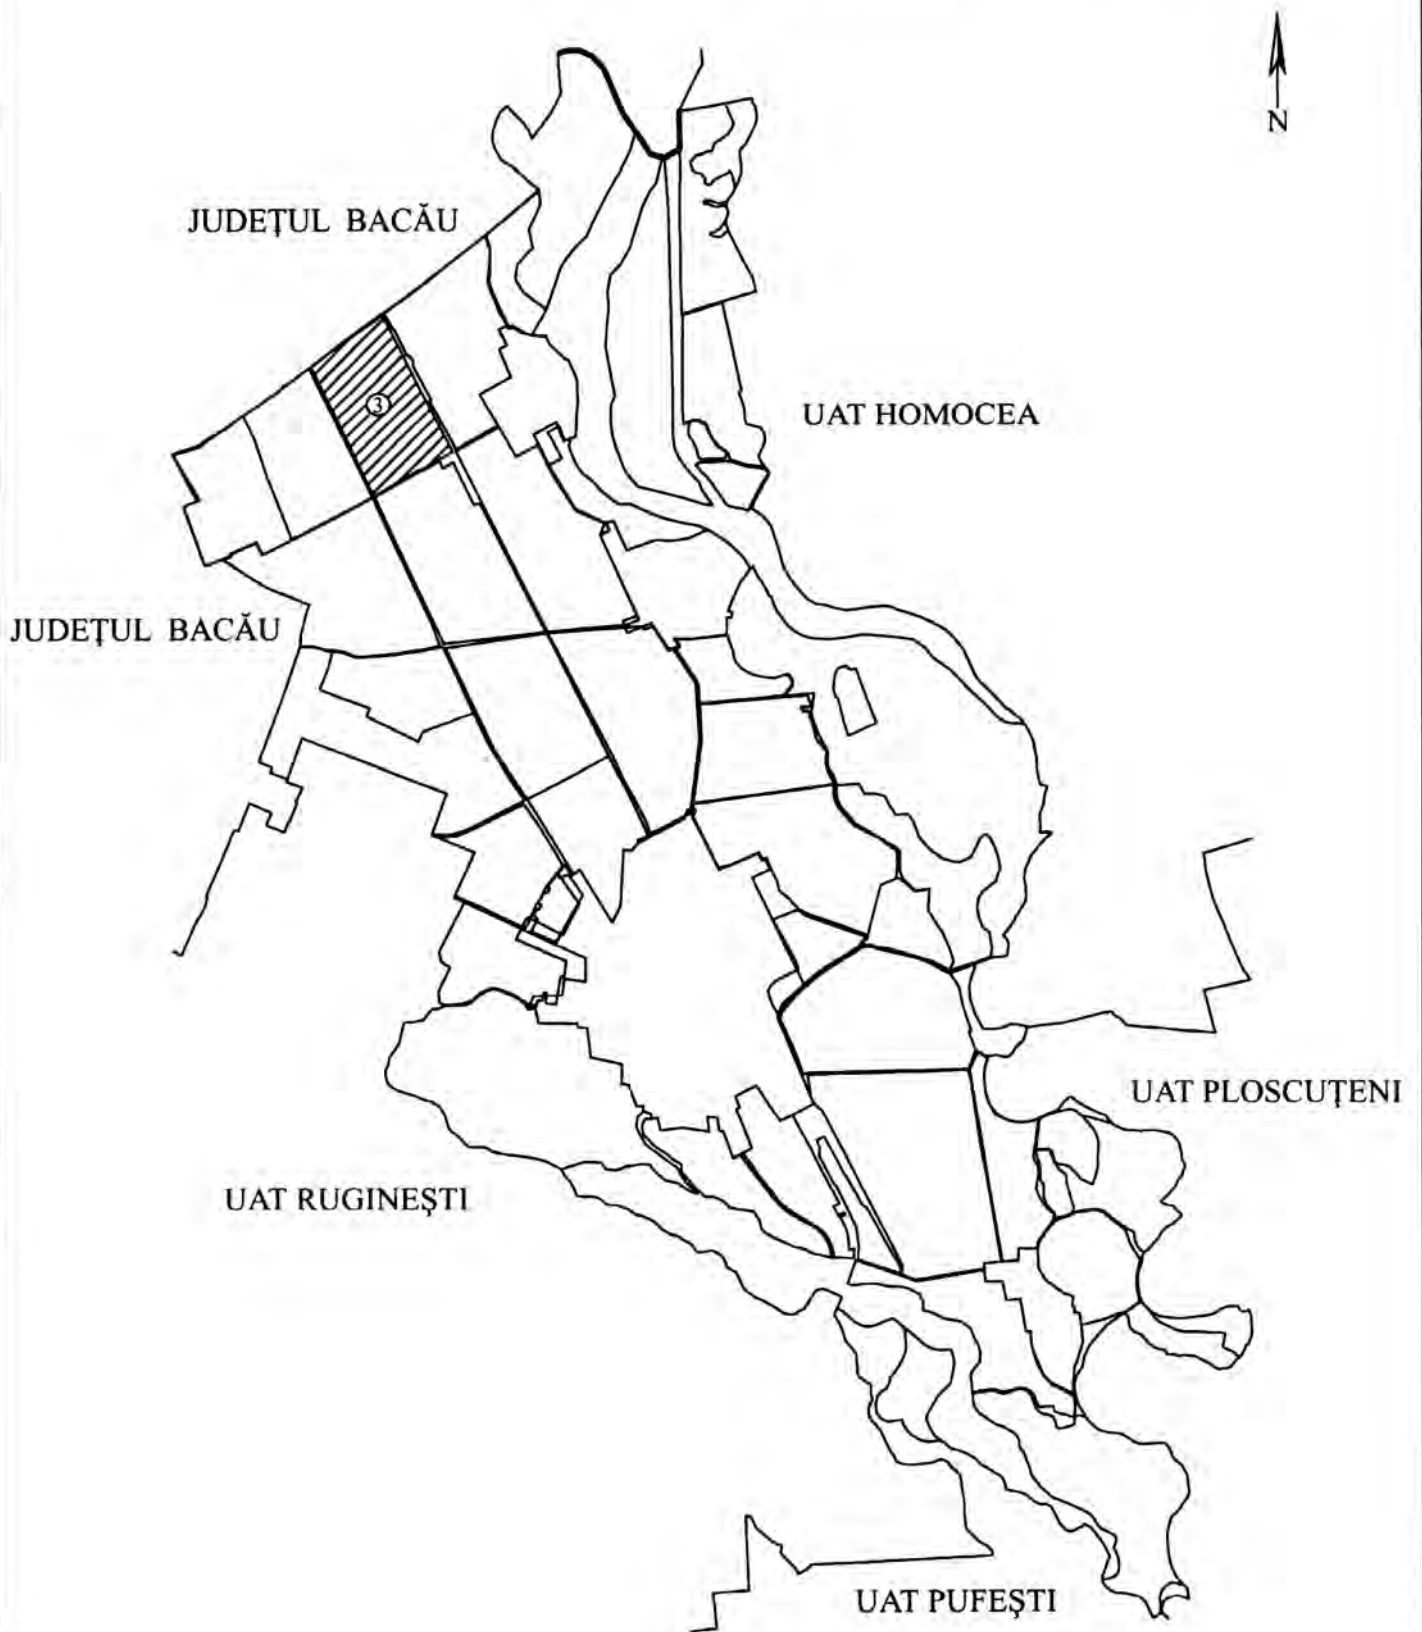 N
JUDEȚUL BACĂU
③
UAT HOMOCEA
JUDEȚUL BACĂU
UAT PLOSCUȚENI
UAT RUGINEȘTI
UAT PUFEȘTI